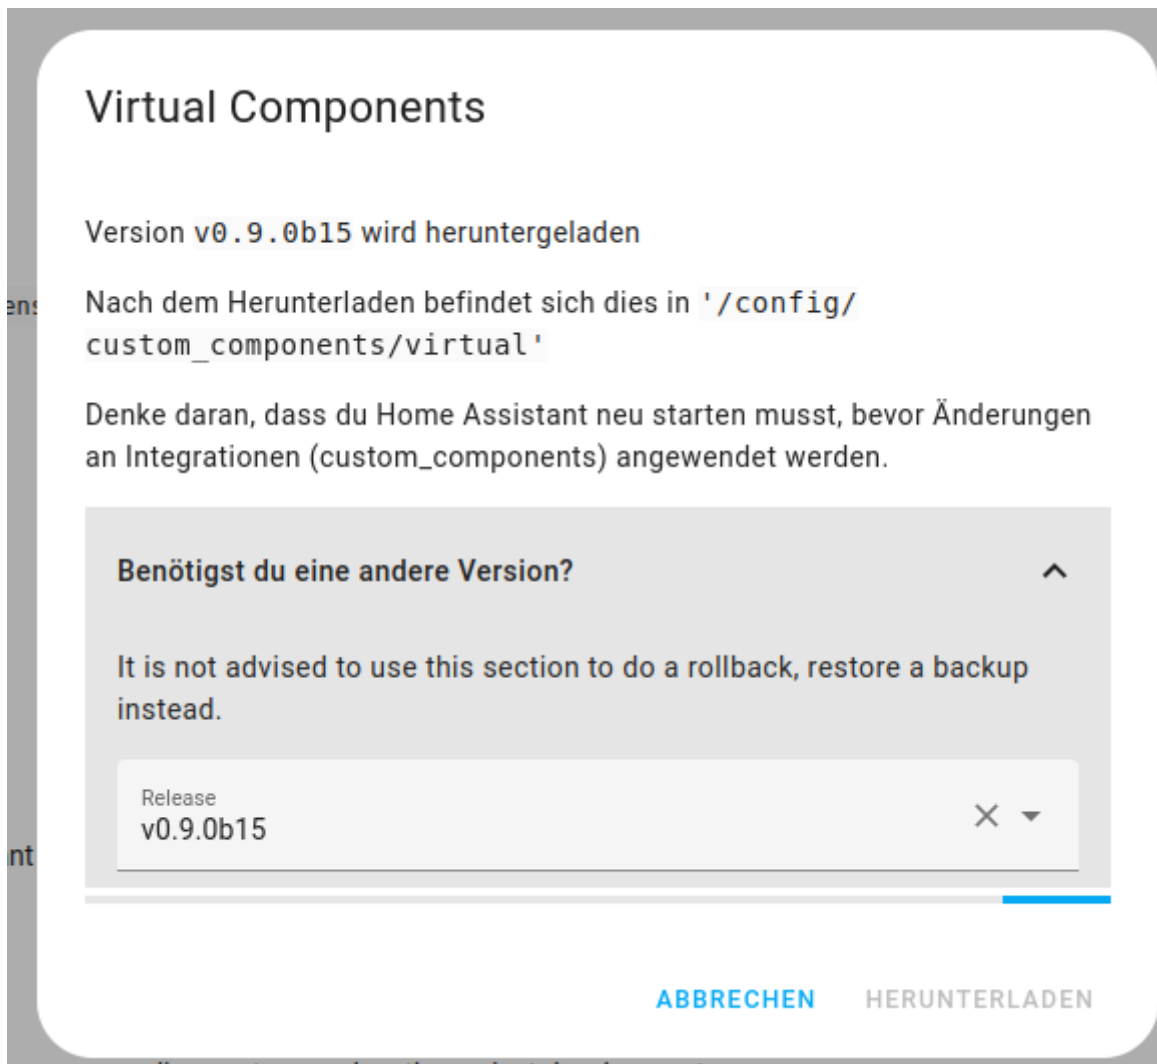 Virtual Components
Version v0.9.0b15 wird heruntergeladen
Nach dem Herunterladen befindet sich dies in '/config/
custom_components/virtual'
Denke daran, dass du Home Assistant neu starten musst, bevor Änderungen
an Integrationen (custom_components) angewendet werden.
Benötigst du eine andere Version?
It is not advised to use this section to do a rollback, restore a backup
instead.
Release
v0.9.0b15
ABBRECHEN HERUNTERLADEN